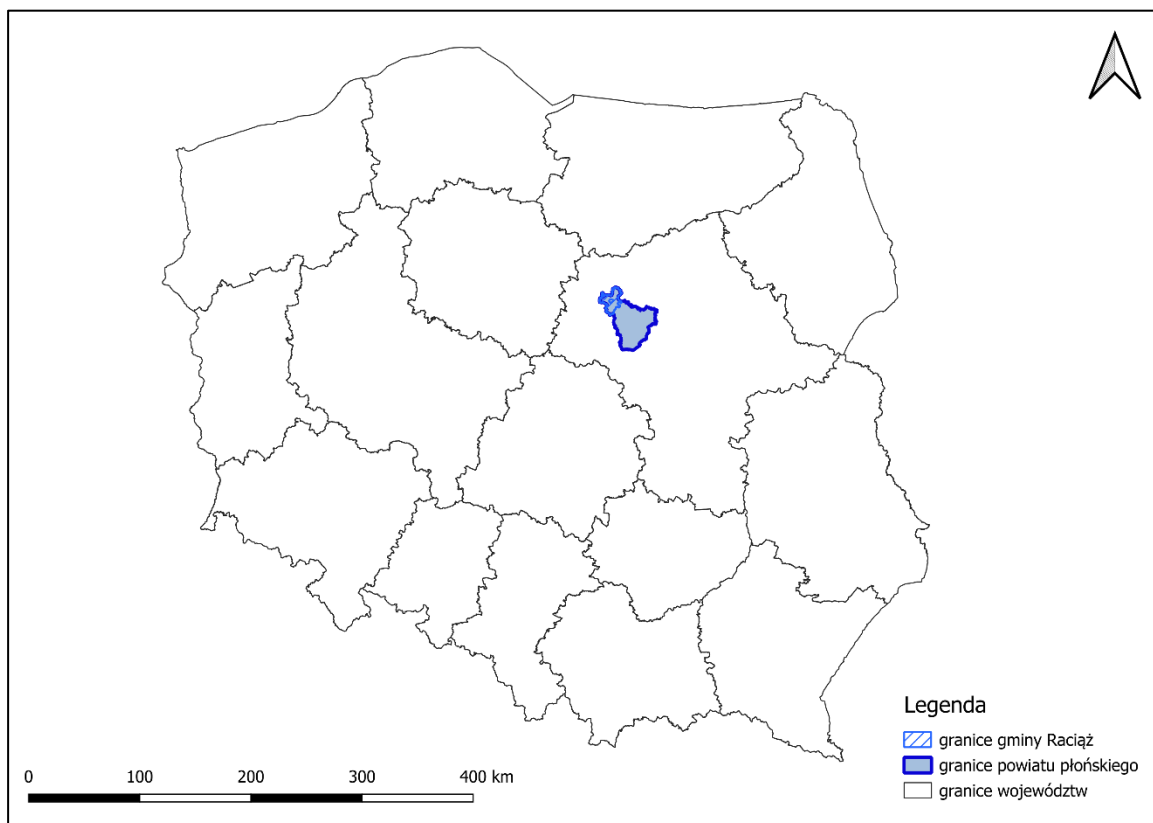 Legenda
granice gminy Raciąż
granice powiatu płońskiego
granice województw
0 100 200 300 400 km